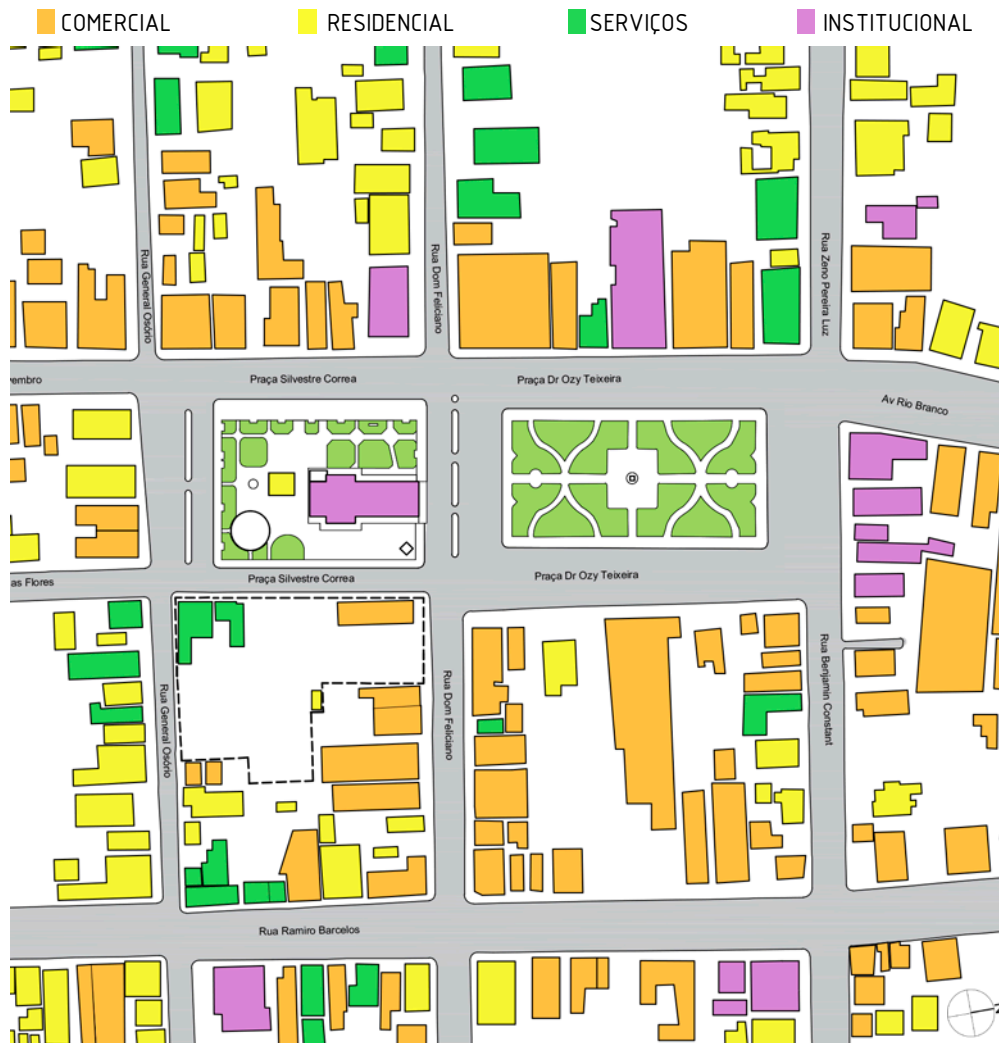 COMERCIAL
RESIDENCIAL
SERVIÇOS
INSTITUCIONAL
Rua General Osório
Rua Dom Feliciano
Rua Zeno Pereira Luz
vembro
Praça Silvestre Correa
Praça Dr Ozy Teixeira
Av Rio Branco
as Flores
Praça Silvestre Correa
Praça Dr Ozy Teixeira
Rua General Osório
Rua Dom Feliciano
Rua Benjamin Constant
Rua Ramiro Barcelos